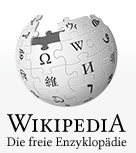 Ω W
И
WIKIPEDIA
Die freie Enzyklopädie